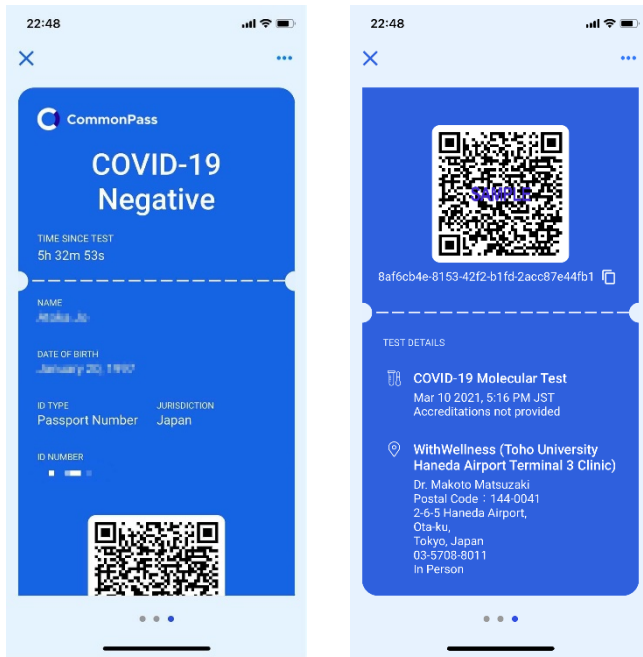 22:48
CommonPass
COVID-19
Negative
TIME SINCE TEST
5h 32m 53s
NAME
DATE OF BIRTH
ID TYPE
Passport Number
JURISDICTION
Japan
ID NUMBER
22:48
SAMPLE
8af6cb4e-8153-42f2-b1fd-2acc87e44fb1
TEST DETAILS
COVID-19 Molecular Test
Mar 10 2021, 5:16 PM JST
Accreditations not provided
WithWellness (Toho University
Haneda Airport Terminal 3 Clinic)
Dr. Makoto Matsuzaki
Postal Code：144-0041
2-6-5 Haneda Airport,
Ota-ku,
Tokyo, Japan
03-5708-8011
In Person